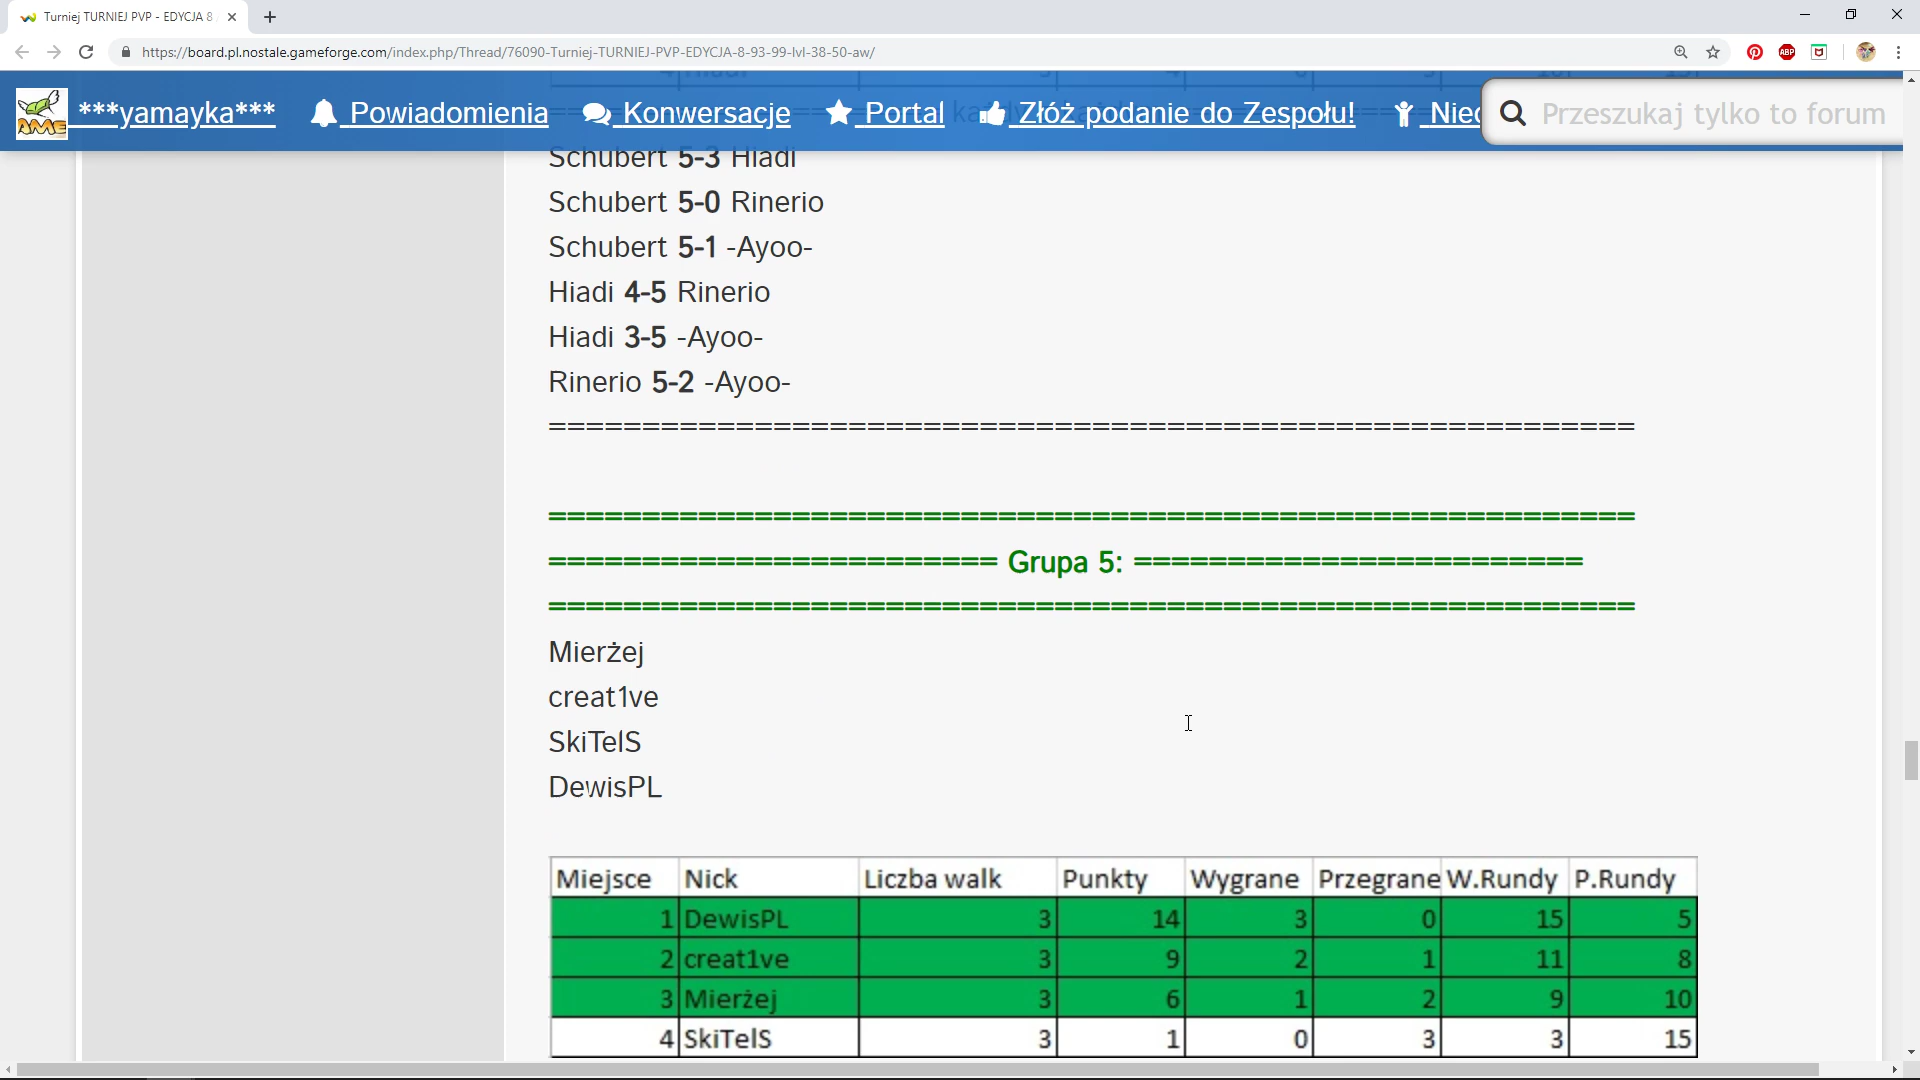 Turniej TURNIEJ PVP - EDYCJA 8
https://board.pl.nostale.gameforge.com/index.php/Thread/76090-Turniej-TURNIEJ-PVP-EDYCJA-8-93-99-lvl-38-50-aw/
ABP
AME ***yamayka*** Powiadomienia Konwersacje Portal Złóż podanie do Zespołu! Niec Przeszukaj tylko to forum
Schubert 5-3 Hiadi
Schubert 5-0 Rinerio
Schubert 5-1 -Ayoo-
Hiadi 4-5 Rinerio
Hiadi 3-5 -Ayoo-
Rinerio 5-2 -Ayoo-
==========================================================
==========================================================
======================== Grupa 5: ========================
==========================================================
Mierżej
creat1ve
SkiTelS
DewisPL
Miejsce Nick Liczba walk Punkty Wygrane Przegrane W.Rundy P.Rundy
1 DewisPL 3 14 3 0 15 5
2 creat1ve 3 9 2 1 11 8
3 Mierżej 3 6 1 2 9 10
4 SkiTelS 3 1 0 3 3 15